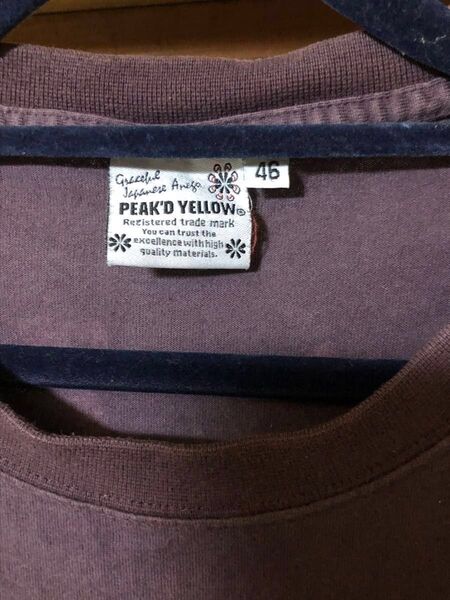 Graceful
Japanese Anego
46
PEAK'D YELLOW®
Registered trade mark
You can trust the
excellence with high
quality materials.